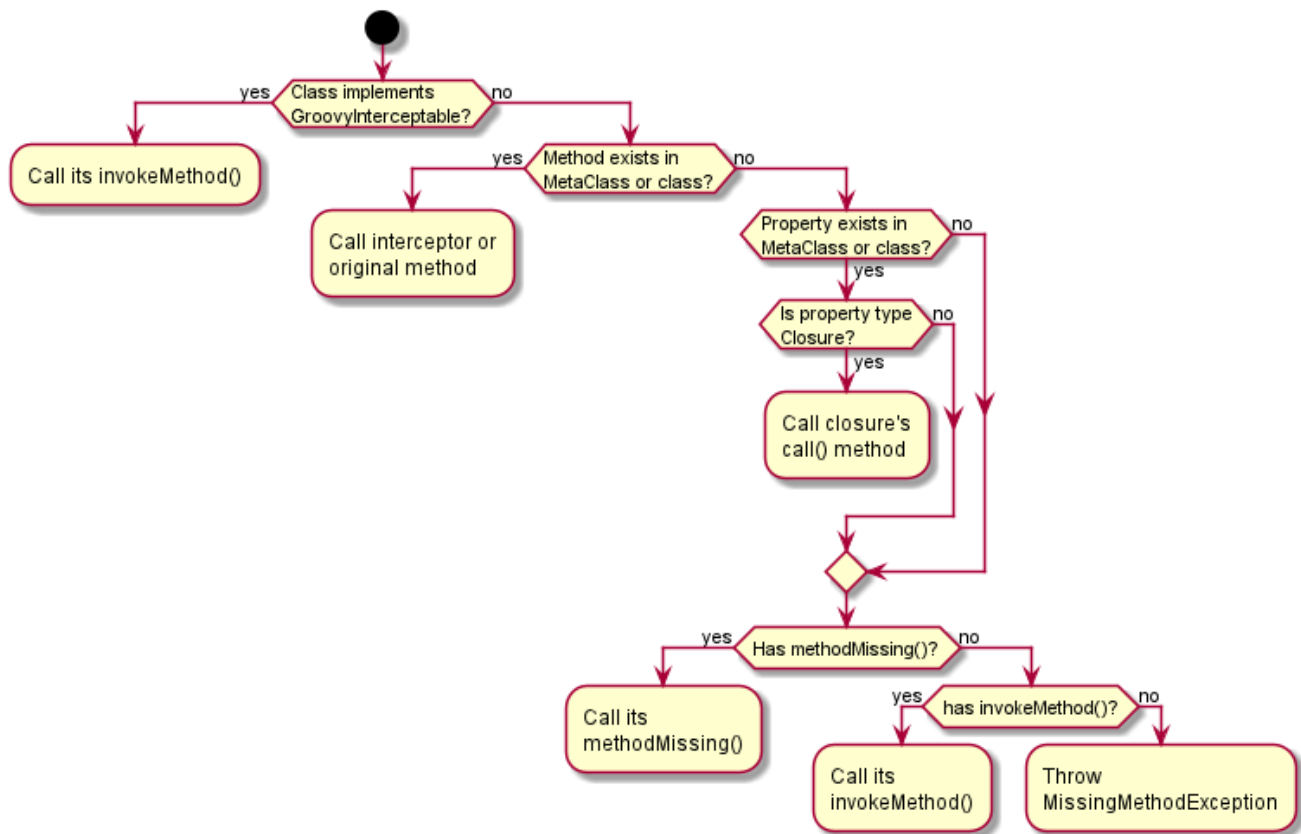 yes
Class implements
GroovyInterceptable?
no
Call its invokeMethod()
yes
Method exists in
MetaClass or class?
no
Call interceptor or
original method
Property exists in
MetaClass or class?
no
yes
Is property type
Closure?
no
yes
Call closure's
call() method
yes
Has methodMissing()?
no
Call its
methodMissing()
yes
has invokeMethod()?
no
Call its
invokeMethod()
Throw
MissingMethodException